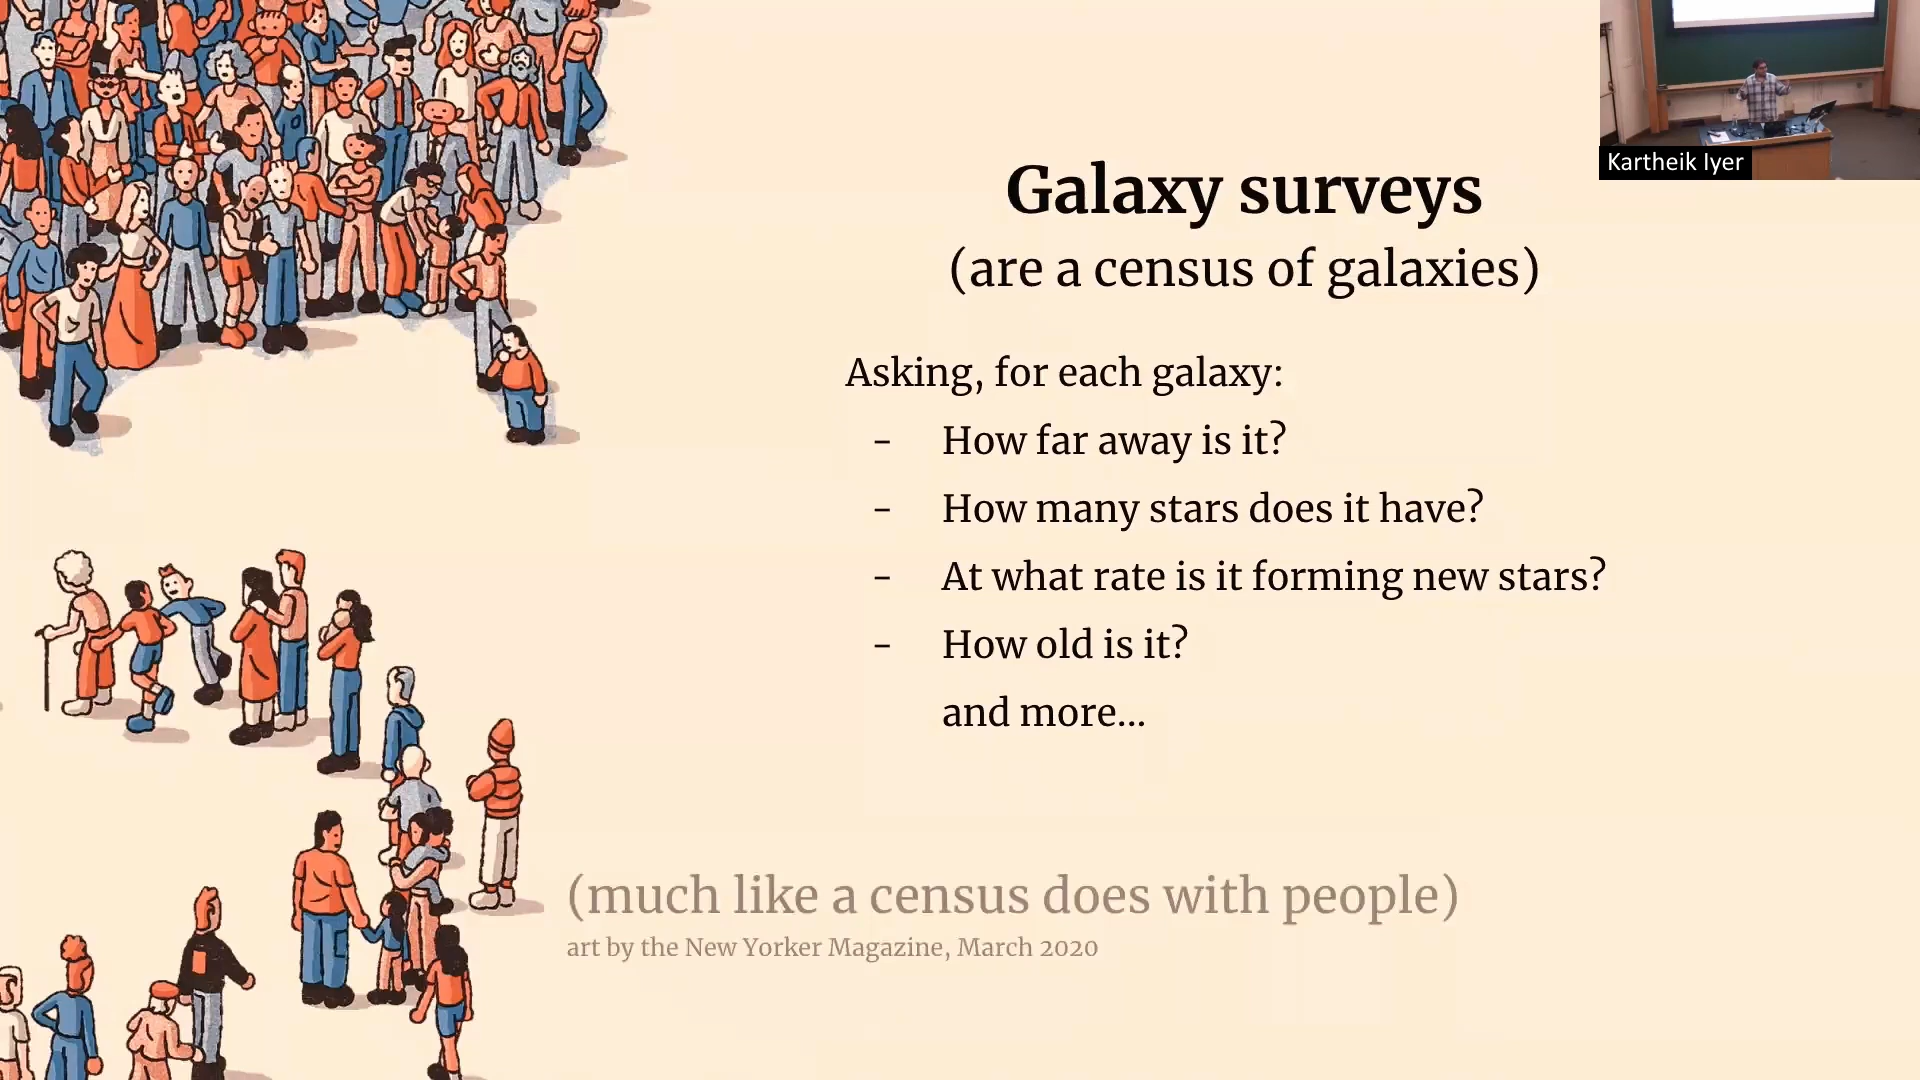 Kartheik Iyer
Galaxy surveys
(are a census of galaxies)
Asking, for each galaxy:
- How far away is it?
- How many stars does it have?
- At what rate is it forming new stars?
- How old is it?
and more...
(much like a census does with people)
art by the New Yorker Magazine, March 2020